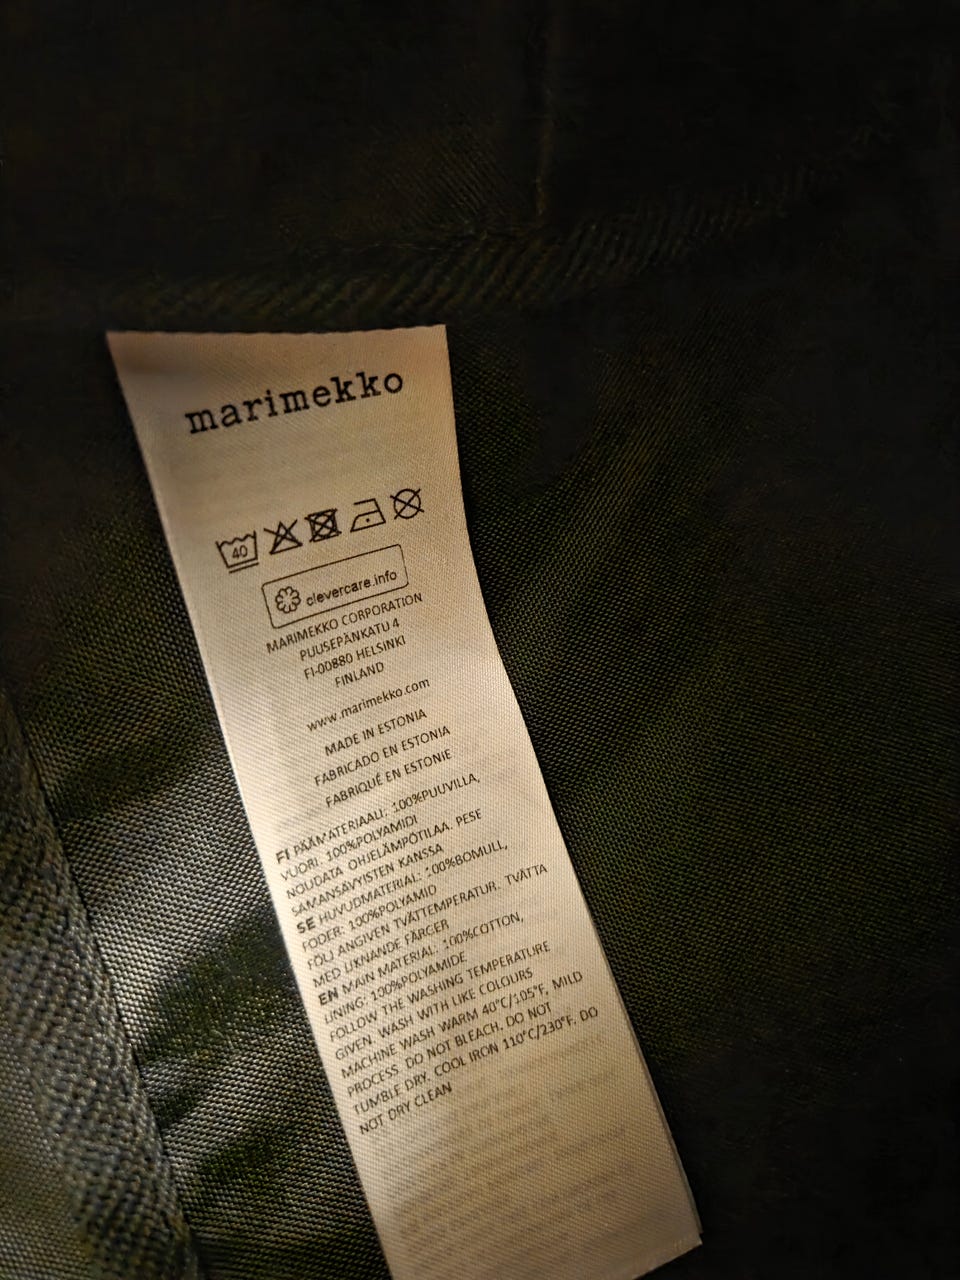 marimekko
40
clevercare.info
MARIMEKKO CORPORATION
PUUSEPÄNKATU 4
FI-00880 HELSINKI
FINLAND
www.marimekko.com
MADE IN ESTONIA
FABRICADO EN ESTONIA
FABRIQUÉ EN ESTONIE
FI PÄÄMATERIAALI: 100%PUUVILLA,
VUORI: 100%POLYAMIDI
NOUDATA OHJELÄMPÖTILAA. PESE
SAMANSÄVYISTEN KANSSA
SE HUVUDMATERIAL: 100%BOMULL,
FODER: 100%POLYAMID
FÖLJ ANGIVEN TVÄTTEMPERATUR. TVÄTTA
MED LIKNANDE FÄRGER
EN MAIN MATERIAL: 100%COTTON,
LINING: 100%POLYAMIDE
FOLLOW THE WASHING TEMPERATURE
GIVEN. WASH WITH LIKE COLOURS
MACHINE WASH WARM 40°C/105°F, MILD
PROCESS. DO NOT BLEACH. DO NOT
TUMBLE DRY. COOL IRON 110°C/230°F. DO
NOT DRY CLEAN